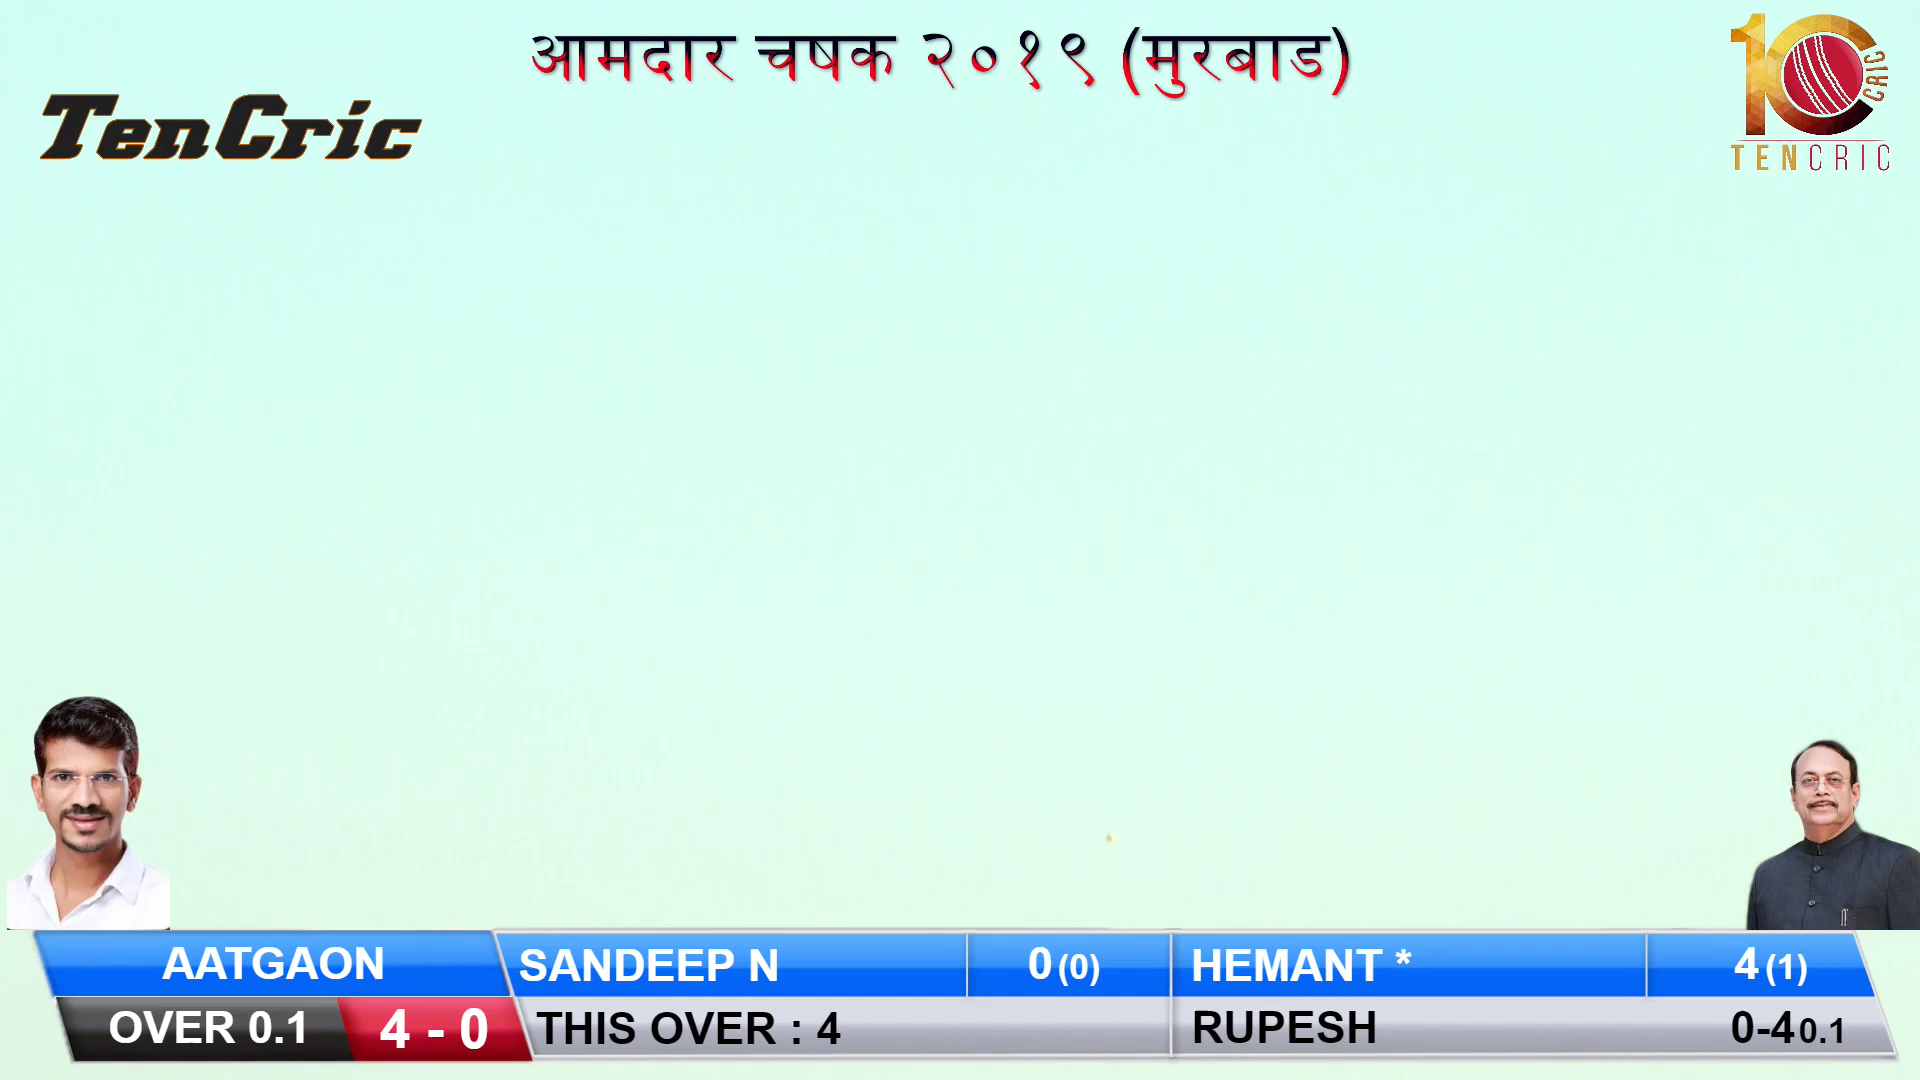 आमदार चषक २०१९ (मुरबाड)
TenCric
10 CRIC
TENCRIC
AATGAON
SANDEEP N 0 (0)
HEMANT * 4 (1)
OVER 0.1 4 - 0
THIS OVER : 4
RUPESH 0-4 0.1